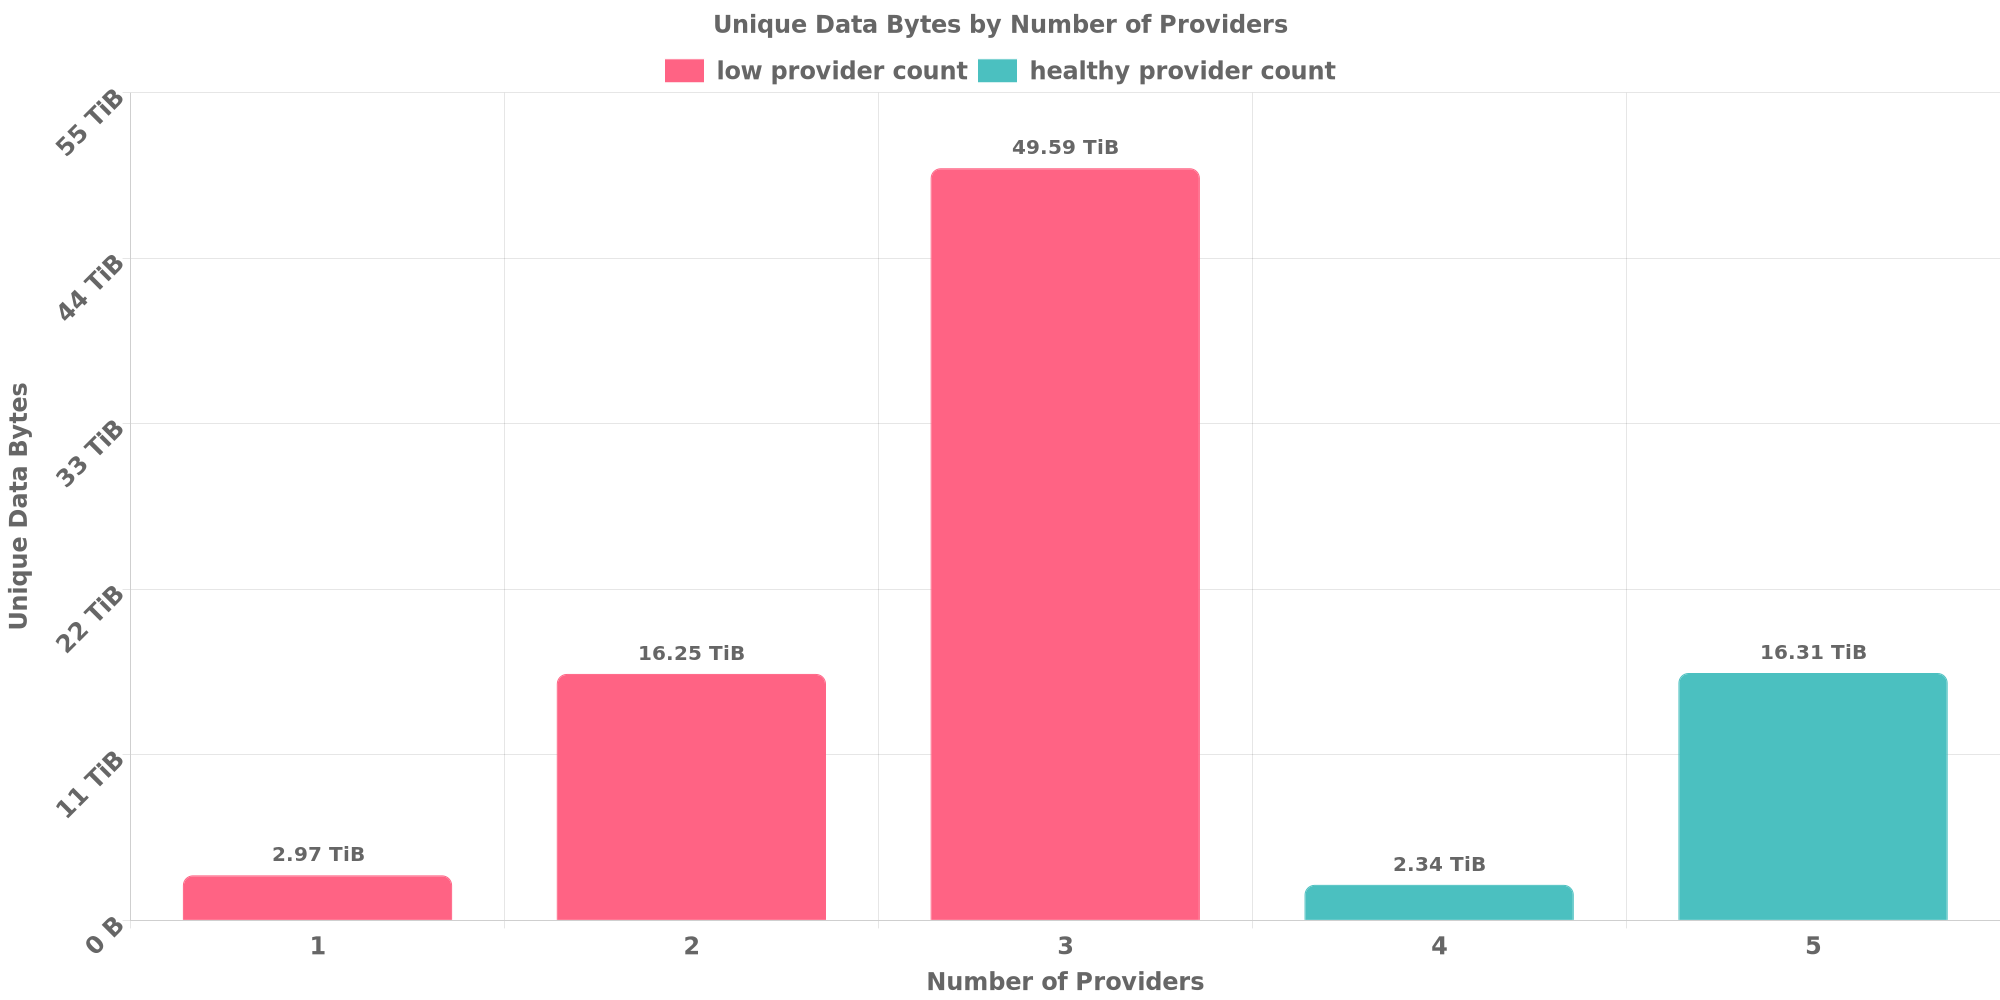 Unique Data Bytes by Number of Providers
low provider count healthy provider count
55 TiB
44 TiB
33 TiB
22 TiB
11 TiB
0 B
Unique Data Bytes
2.97 TiB
16.25 TiB
49.59 TiB
2.34 TiB
16.31 TiB
1 2 3 4 5
Number of Providers